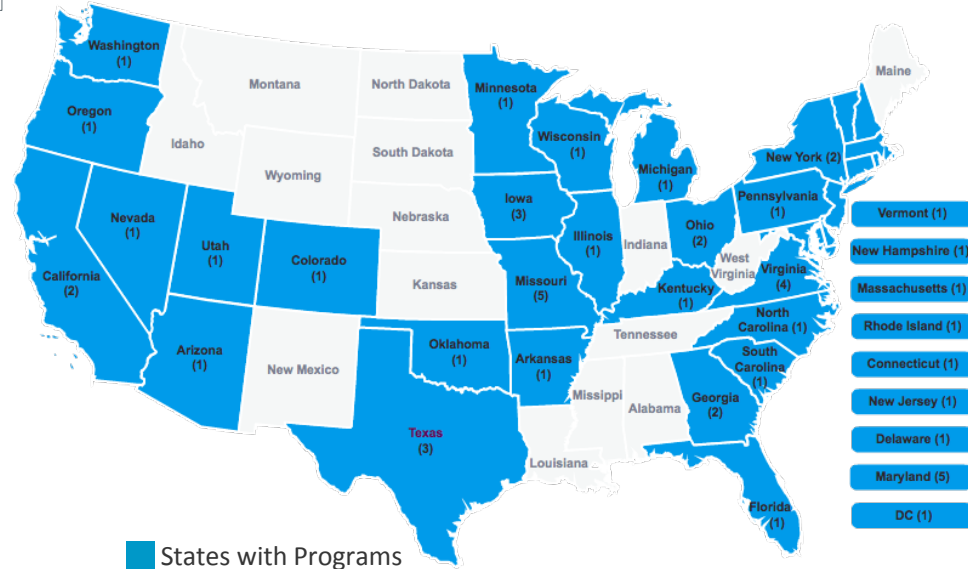 Washington
(1)
Oregon
(1)
Montana
Idaho
Wyoming
North Dakota
South Dakota
Nebraska
Kansas
Minnesota
(1)
Wisconsin
(1)
Michigan
(1)
Iowa
(3)
Illinois
(1)
Indiana
Ohio
(2)
Missouri
(5)
Kentucky
(1)
West
Virginia
Virginia
(4)
Pennsylvania
(1)
New York (2)
Maine
California
(2)
Nevada
(1)
Utah
(1)
Colorado
(1)
Arizona
(1)
New Mexico
Oklahoma
(1)
Texas
(3)
Arkansas
(1)
Louisiana
Mississippi
Alabama
Tennessee
North
Carolina (1)
South
Carolina
(1)
Georgia
(2)
Florida
(1)
Vermont (1)
New Hampshire (1)
Massachusetts (1)
Rhode Island (1)
Connecticut (1)
New Jersey (1)
Delaware (1)
Maryland (5)
DC (1)
States with Programs